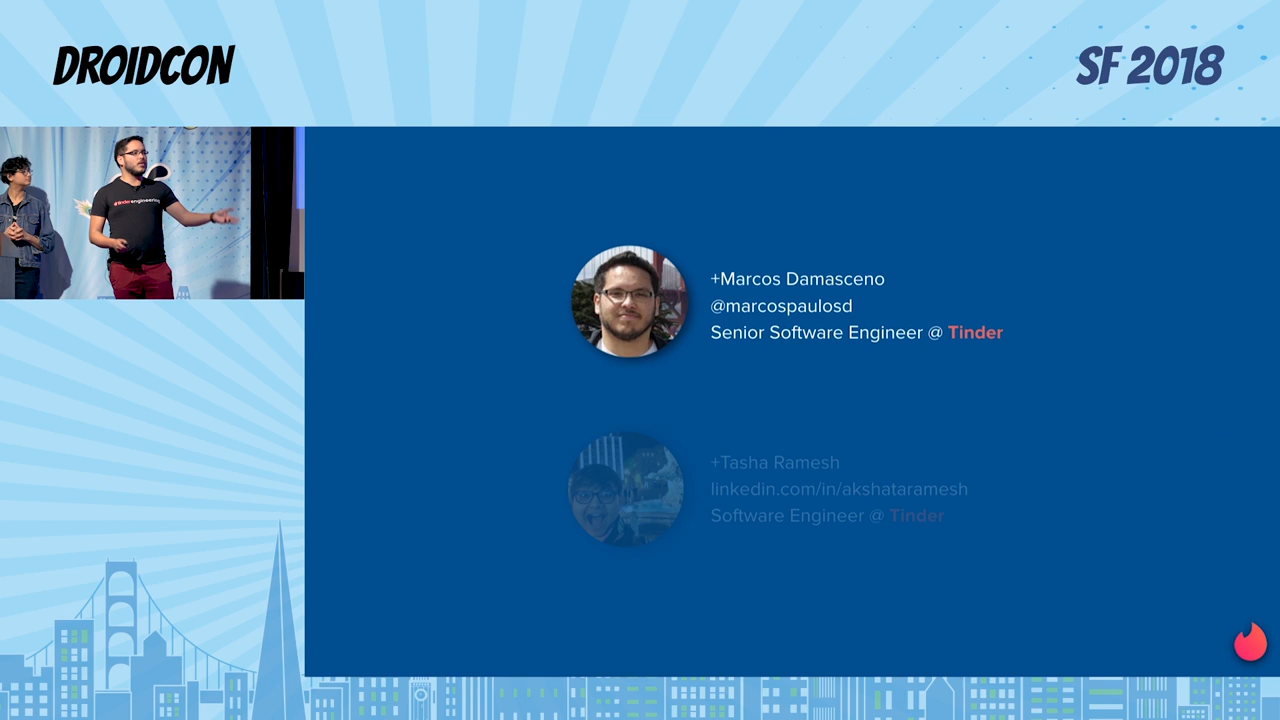 DROIDCON
SF 2018
#tinderengineering
+Marcos Damasceno
@marcospaulosd
Senior Software Engineer @ Tinder
+Tasha Ramesh
linkedin.com/in/akshataramesh
Software Engineer @ Tinder